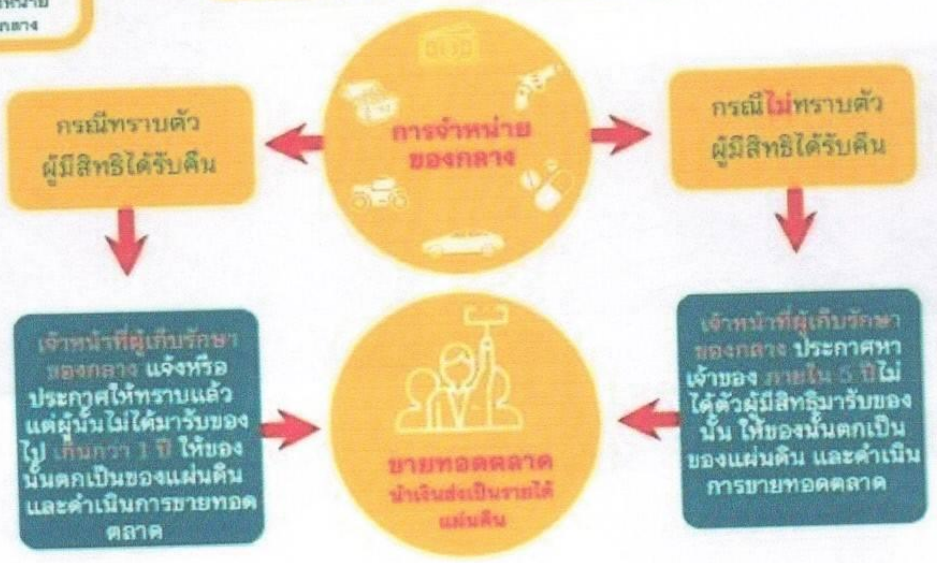 กลาง
การจำหน่าย
ของกลาง
กรณีทราบตัว
ผู้มีสิทธิได้รับคืน
กรณีไม่ทราบตัว
ผู้มีสิทธิได้รับคืน
เจ้าหน้าที่ผู้เก็บรักษา
ของกลาง แจ้งหรือ
ประกาศให้ทราบแล้ว
แต่ผู้นั้นไม่ได้มารับของ
ไป เกินกว่า 1 ปี ให้ของ
นั้นตกเป็นของแผ่นดิน
และดำเนินการขายทอด
ตลาด
ขายทอดตลาด
นำเงินส่งเป็นรายได้
แผ่นดิน
เจ้าหน้าที่ผู้เก็บรักษา
ของกลาง ประกาศหา
เจ้าของ ภายใน 5 ปีไม่
ได้ตัวผู้มีสิทธิมารับของ
นั้น ให้ของนั้นตกเป็น
ของแผ่นดิน และดำเนิน
การขายทอดตลาด